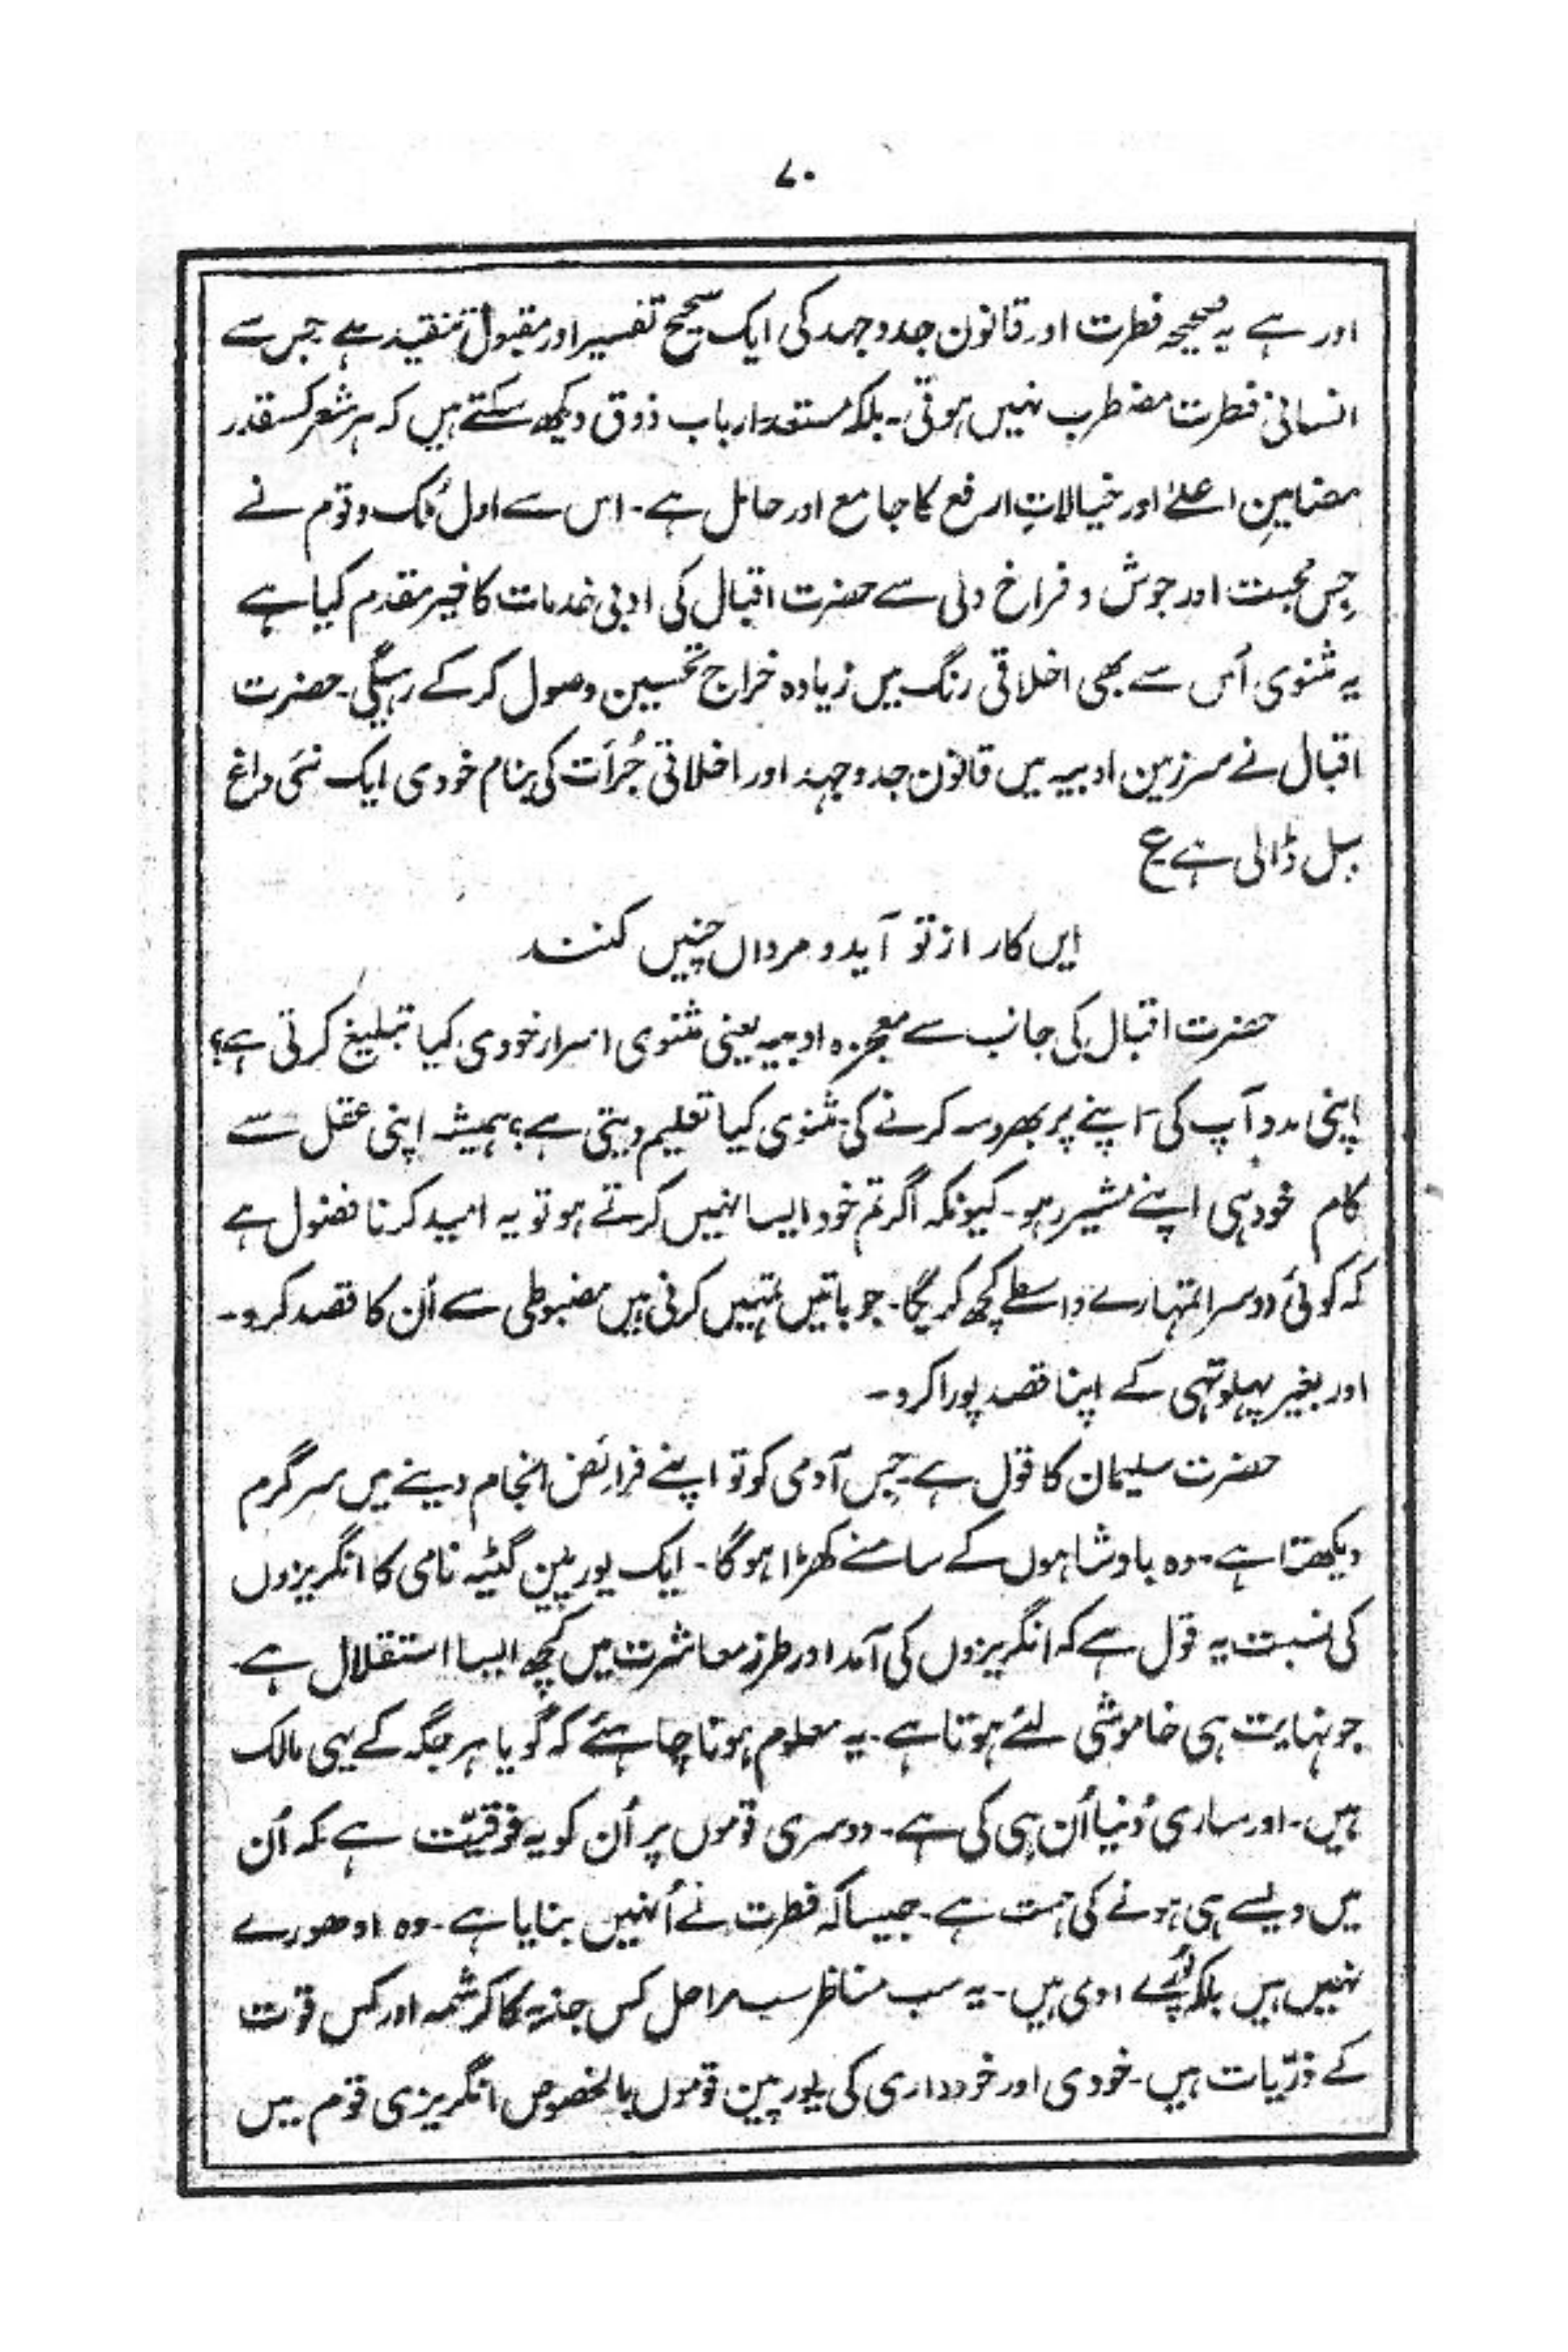 ۷۰
اور ہے یہ صحیحہ فطرت اور قانون جدوجہد کی ایک صحیح تفسیر اور مقبول تنقید ہے جس سے
انسانی فطرت مضطرب نہیں ہوتی۔ بلکہ مستعد ارباب ذوق دیکھ سکتے ہیں کہ ہر شعر کسقدر
مضامینِ اعلےٰ اور خیالاتِ ارفع کا جامع اور حامل ہے۔ اس سے اول مُلک و قوم نے
جس محبت اور جوش و فراخ دلی سے حضرت اقبال کی ادبی خدمات کا خیر مقدم کیا ہے
یہ مثنوی اُس سے بھی اخلاقی رنگ میں زیادہ خراج تحسین وصول کر کے رہیگی۔ حضرت
اقبال نے سرزمین ادبیہ میں قانون جدوجہد اور اخلاقی جُرأت کی بنام خودی ایک نئی داغ
بیل ڈالی ہے ع
ایں کار از تو آید و مرداں چنیں کنند
حضرت اقبال کی جانب سے معجزہ ادبیہ یعنی مثنوی اسرار خودی کیا تبلیغ کرتی ہے؟
اپنی مدد آپ کی اپنے پر بھروسہ کرنے کی مثنوی کیا تعلیم دیتی ہے؟ ہمیشہ اپنی عقل سے
کام خود ہی اپنے مشیر رہو۔ کیونکہ اگر تم خود ایسا نہیں کرتے ہو تو یہ امید کرنا فضول ہے
کہ کوئی دوسرا تمہارے واسطے کچھ کریگا۔ جو باتیں تمہیں کرنی ہیں مضبوطی سے اُن کا قصد کرو۔
اور بغیر پہلو تہی کے اپنا قصد پورا کرو۔
حضرت سلیمان کا قول ہے۔ جس آدمی کو تو اپنے فرائض انجام دینے میں سرگرم
دیکھتا ہے۔ وہ بادشاہوں کے سامنے کھڑا ہوگا۔ ایک یورپین گئیٹہ نامی کا انگریزوں
کی نسبت یہ قول ہے کہ انگریزوں کی آمد اور طرز معاشرت میں کچھ ایسا استقلال ہے۔
جو نہایت ہی خاموشی لئے ہوتا ہے۔ یہ معلوم ہونا چاہئے کہ گویا ہر جگہ کے یہی مالک
ہیں۔ اور ساری دُنیا اُن ہی کی ہے۔ دوسری قوموں پر اُن کو یہ فوقیّت ہے کہ اُن
میں ویسے ہی ہونے کی ہمت ہے۔ جیسا کہ فطرت نے اُنہیں بنایا ہے۔ وہ ادھورے
نہیں ہیں بلکہ پُورے ادمی ہیں۔ یہ سب مناظر مراحل کس جذبہ کا کرشمہ اور کس قوّت
کے ذرّیات ہیں۔ خودی اور خودداری کی یورپین قوموں بالخصوص انگریزی قوم میں